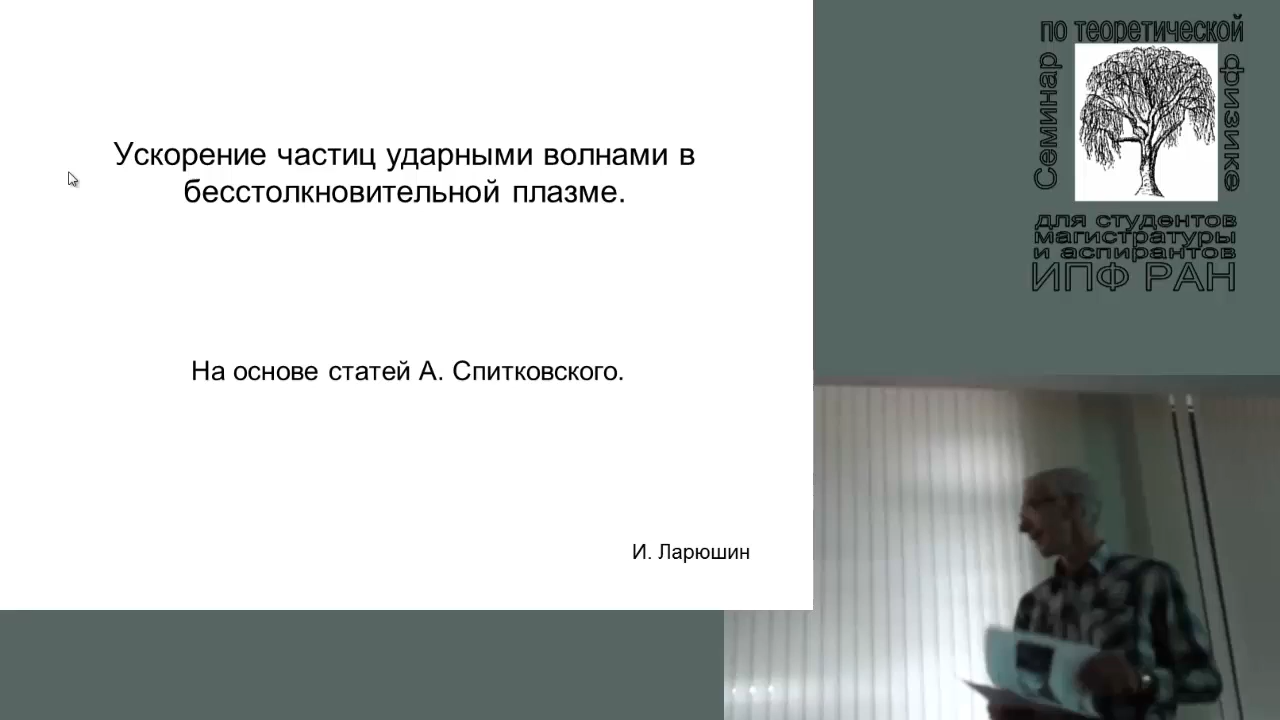 Ускорение частиц ударными волнами в
бесстолкновительной плазме.
На основе статей А. Спитковского.
И. Ларюшин
Семинар
по теоретической
физике
для студентов
магистратуры
и аспирантов
ИПФ РАН